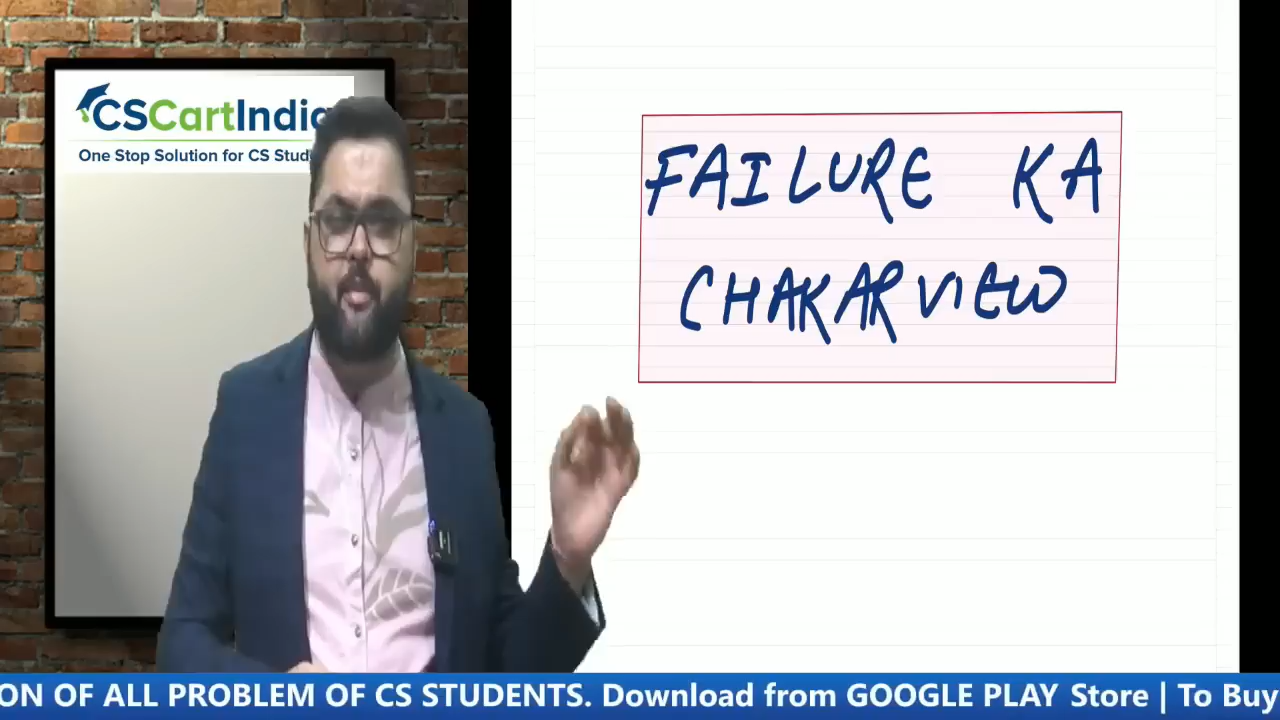 CSCartIndia
One Stop Solution for CS Stud
FAILURE KA
CHAKARVIEW
ON OF ALL PROBLEM OF CS STUDENTS. Download from GOOGLE PLAY Store | To Buy